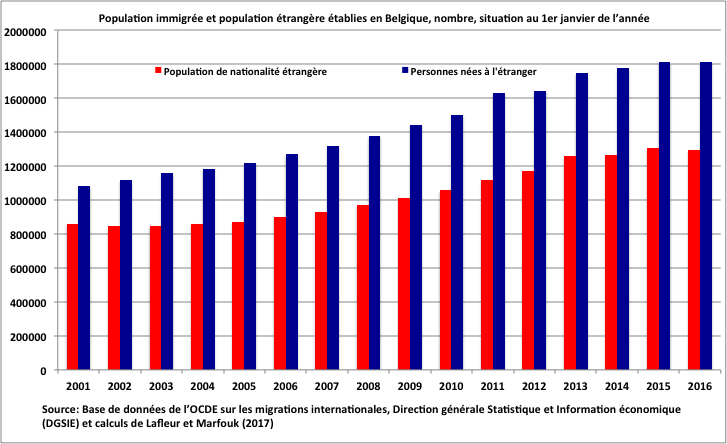 Population immigrée et population étrangère établies en Belgique, nombre, situation au 1er janvier de l'année
2000000
1800000
1600000
1400000
1200000
1000000
800000
600000
400000
200000
0
Population de nationalité étrangère
Personnes nées à l'étranger
2001 2002 2003 2004 2005 2006 2007 2008 2009 2010 2011 2012 2013 2014 2015 2016
Source: Base de données de l'OCDE sur les migrations internationales, Direction générale Statistique et Information économique
(DGSIE) et calculs de Lafleur et Marfouk (2017)